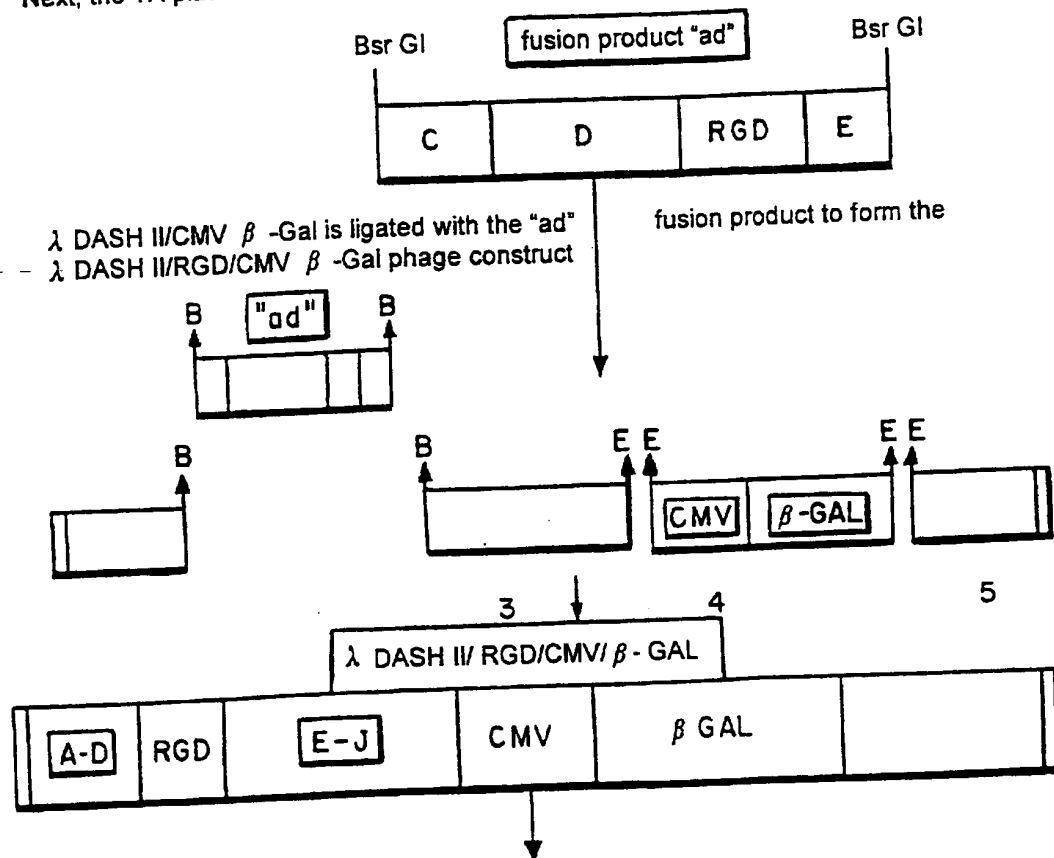 Next, the
Bsr GI fusion product "ad" Bsr GI
C D RGD E
λ DASH II/CMV β -Gal is ligated with the "ad" fusion product to form the
λ DASH II/RGD/CMV β -Gal phage construct
B "ad" B
B B E E E E
CMV β-GAL
3 4 5
λ DASH II/ RGD/CMV/ β - GAL
A-D RGD E-J CMV β GAL